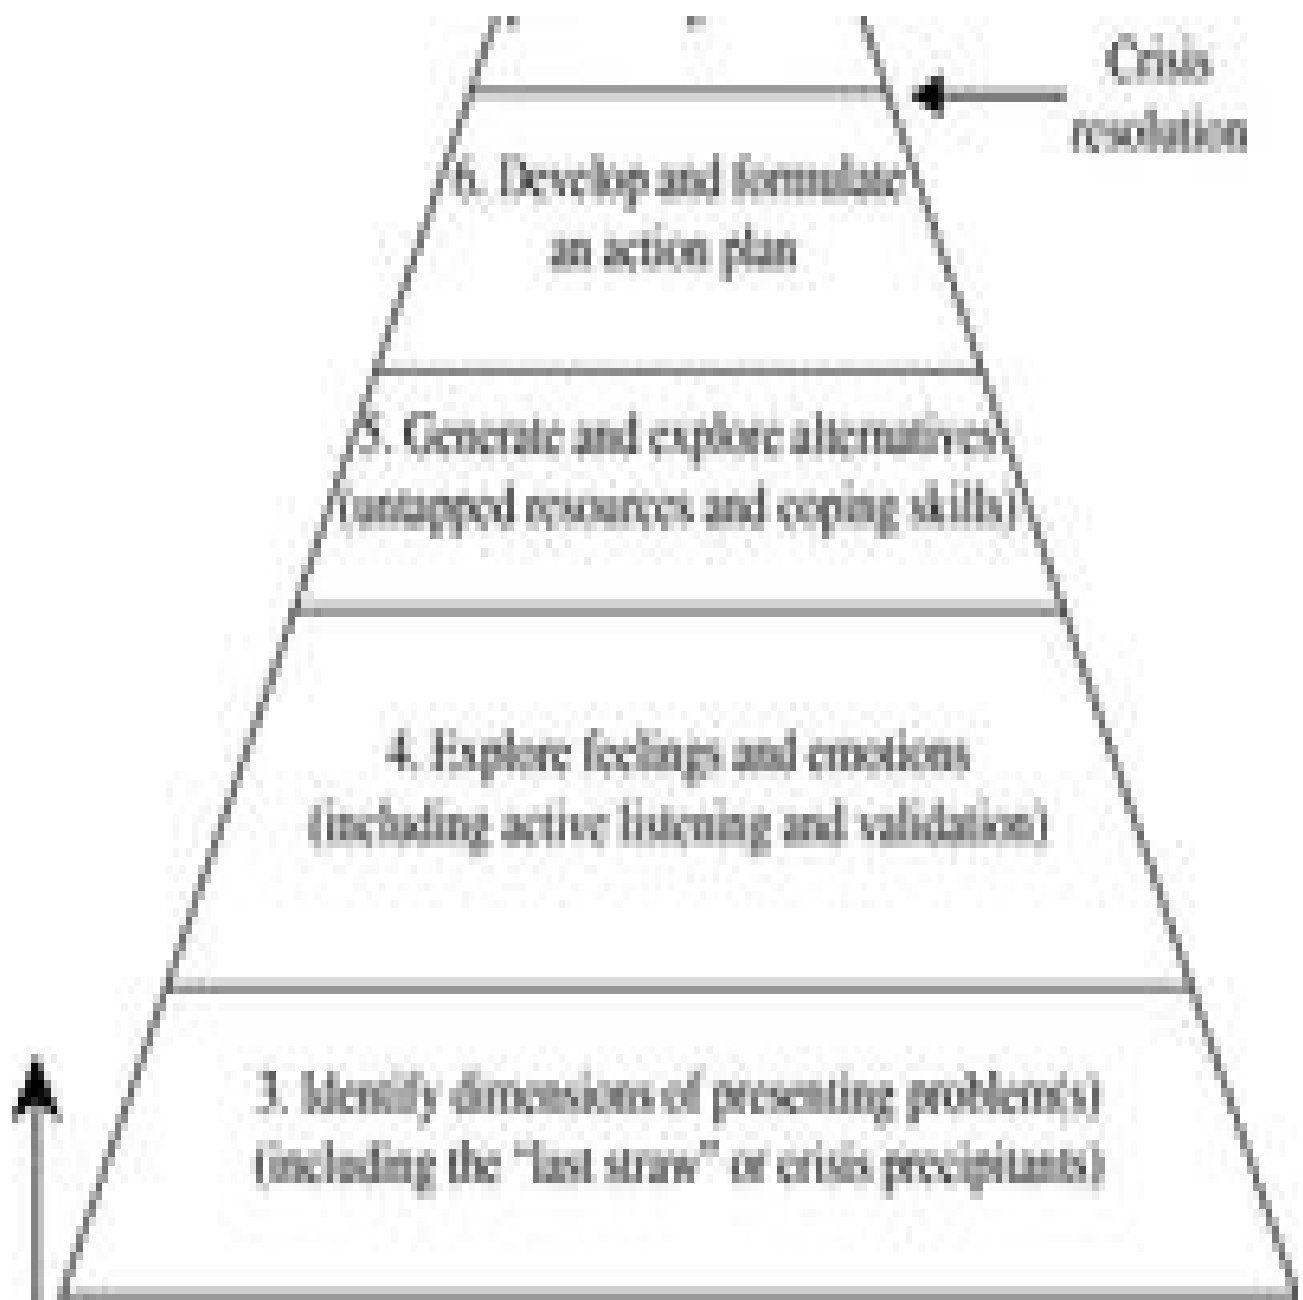 Crisis
resolution
6. Develop and formulate
an action plan
5. Generate and explore alternatives
(untapped resources and coping skills)
4. Explore feelings and emotions
(including active listening and validation)
3. Identify dimensions of presenting problem(s)
(including the “last straw” or crisis precipitants)